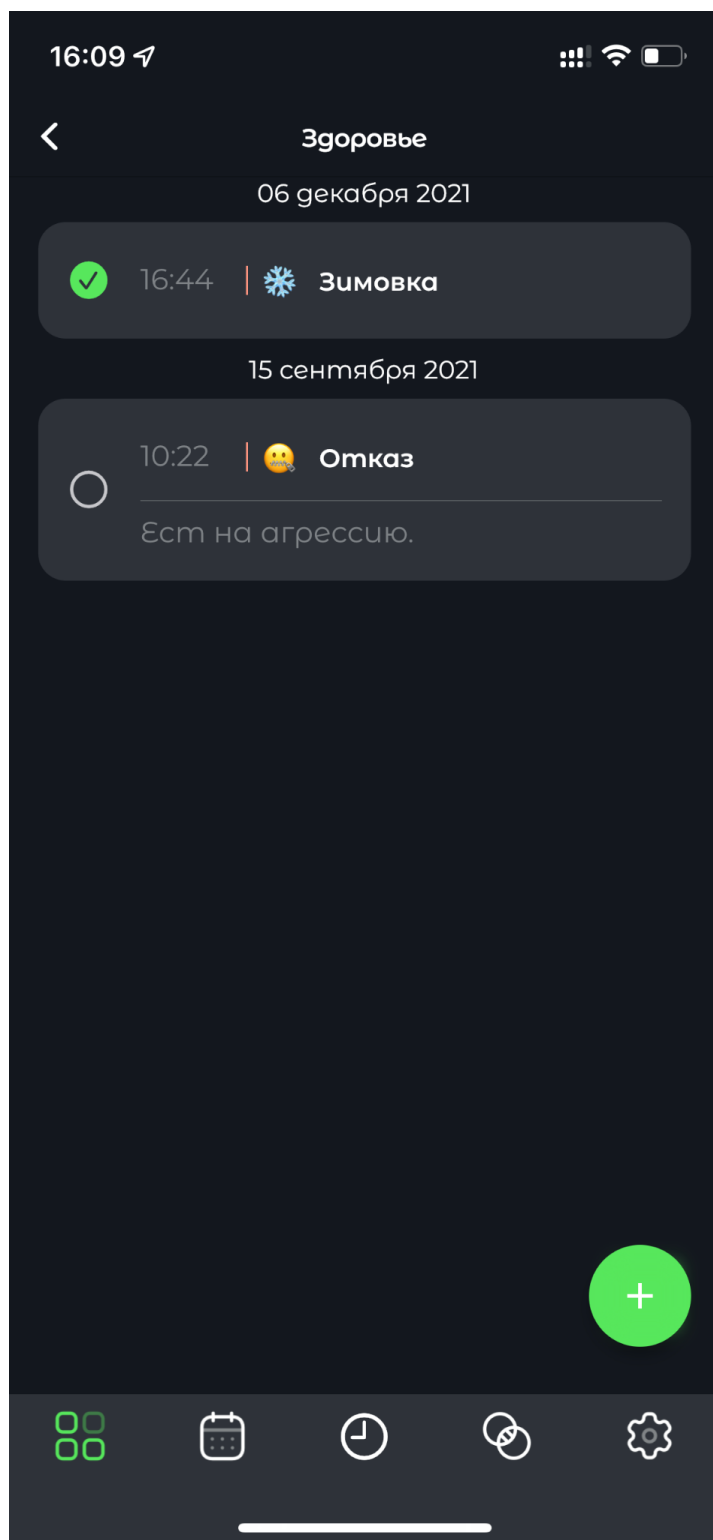 16:09
Здоровье
06 декабря 2021
16:44 Зимовка
15 сентября 2021
10:22 Отказ
Ест на агрессию.